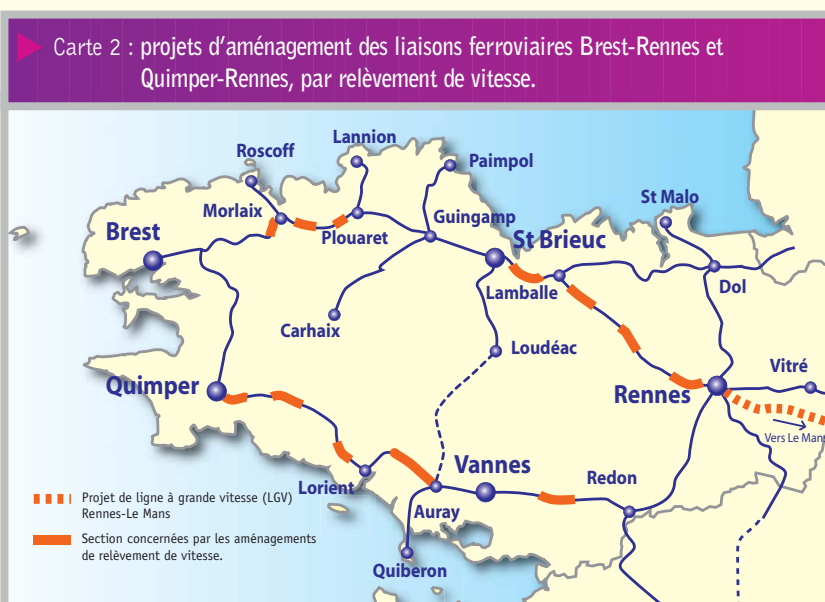 Carte 2 : projets d'aménagement des liaisons ferroviaires Brest-Rennes et
Quimper-Rennes, par relèvement de vitesse.
Lannion
Roscoff
Paimpol
St Malo
Morlaix
Guingamp
Brest
Plouaret
St Brieuc
Lamballe
Dol
Carhaix
Loudéac
Vitré
Quimper
Rennes
Vers Le Mans
Vannes
Redon
Lorient
Auray
Quiberon
Projet de ligne à grande vitesse (LGV)
Rennes-Le Mans
Section concernées par les aménagements
de relèvement de vitesse.